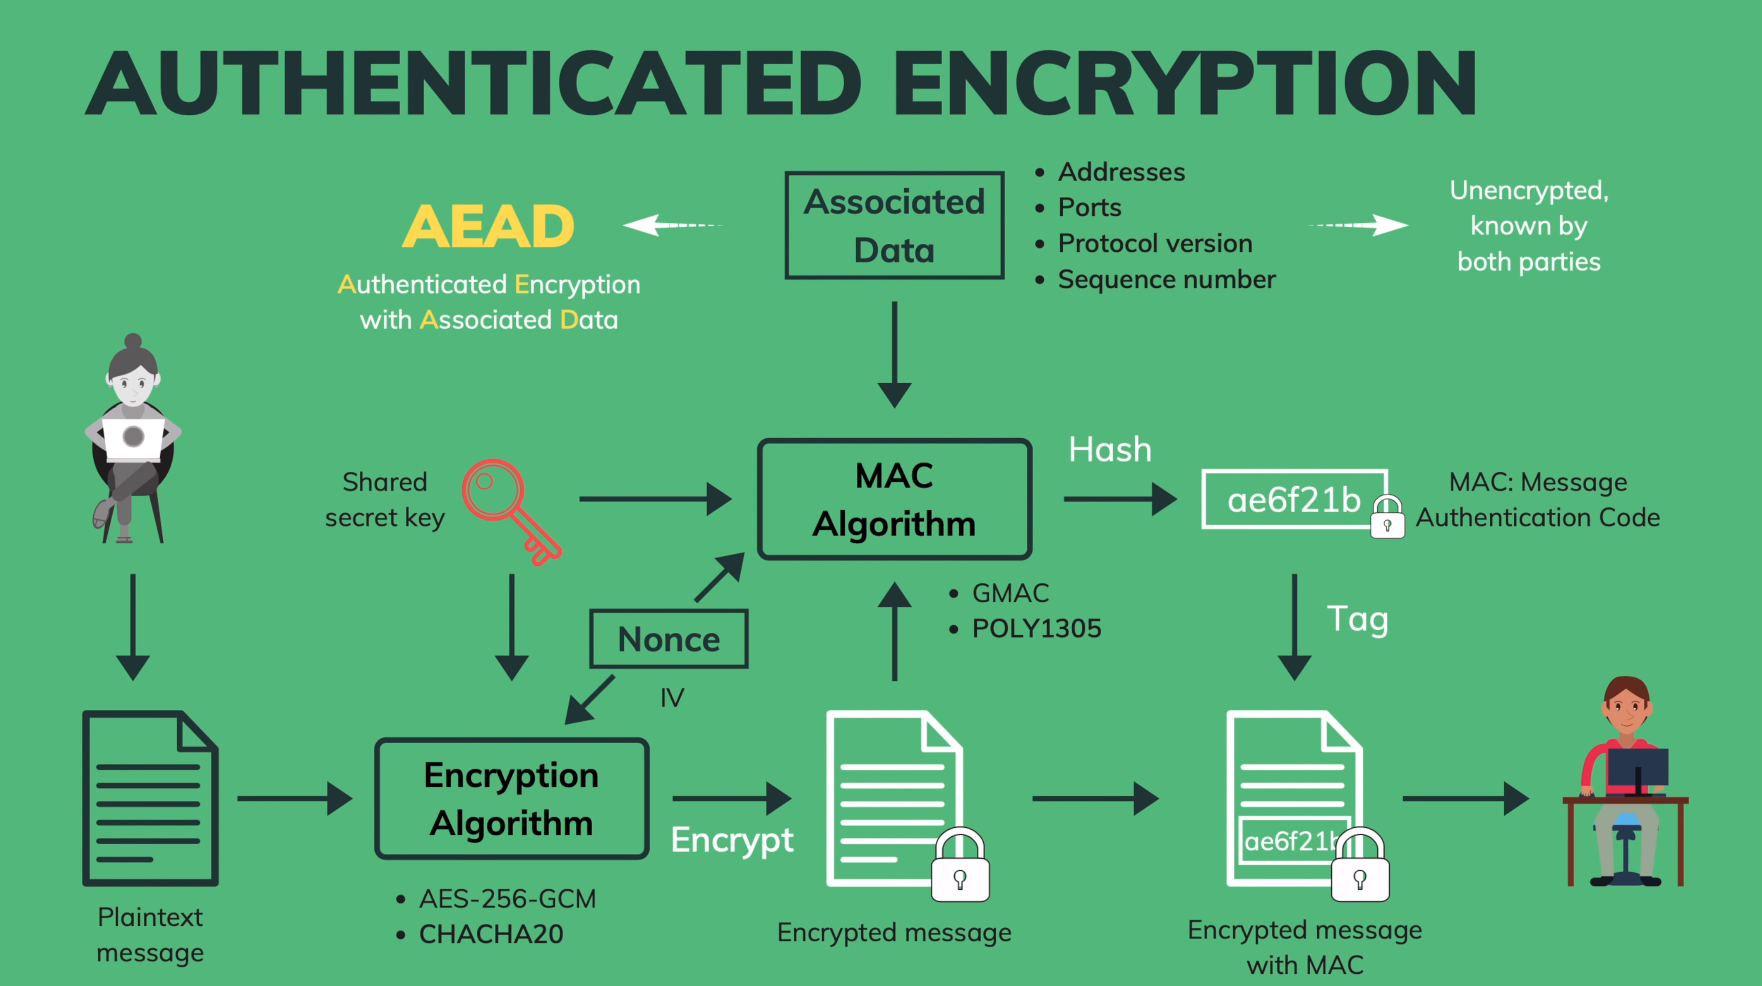 AUTHENTICATED ENCRYPTION
AEAD
Authenticated Encryption
with Associated Data
Associated
Data
• Addresses
• Ports
• Protocol version
• Sequence number
Unencrypted,
known by
both parties
Shared
secret key
MAC
Algorithm
Hash
ae6f21b
MAC: Message
Authentication Code
• GMAC
• POLY1305
Tag
Nonce
IV
Encryption
Algorithm
Encrypt
ae6f21b
• AES-256-GCM
• CHACHA20
Plaintext
message
Encrypted message
Encrypted message
with MAC